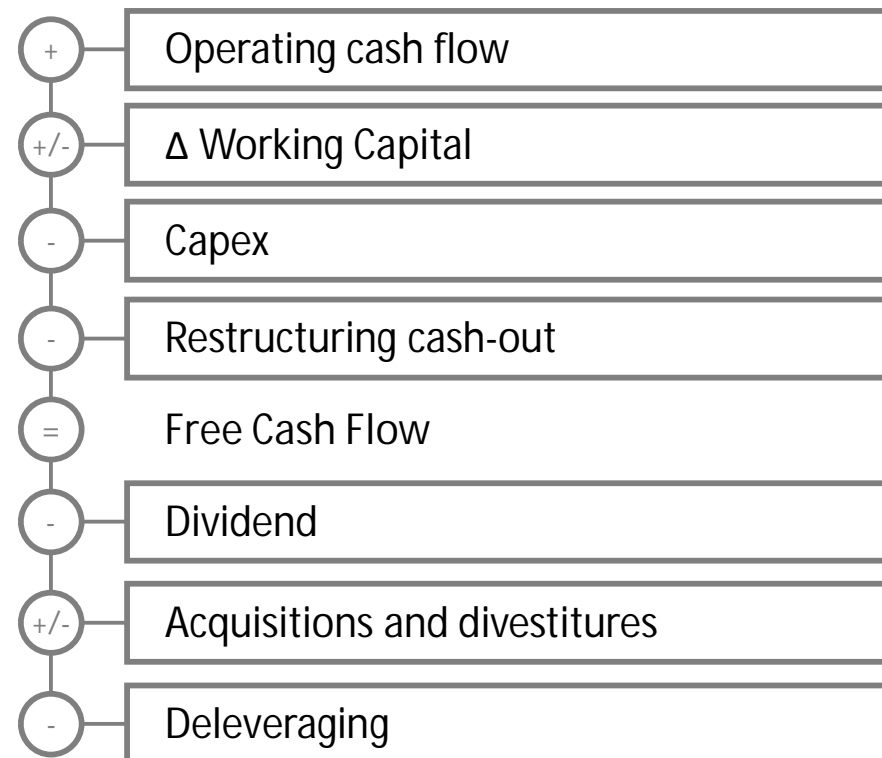 + Operating cash flow
+/- Δ Working Capital
- Capex
- Restructuring cash-out
= Free Cash Flow
- Dividend
+/- Acquisitions and divestitures
- Deleveraging